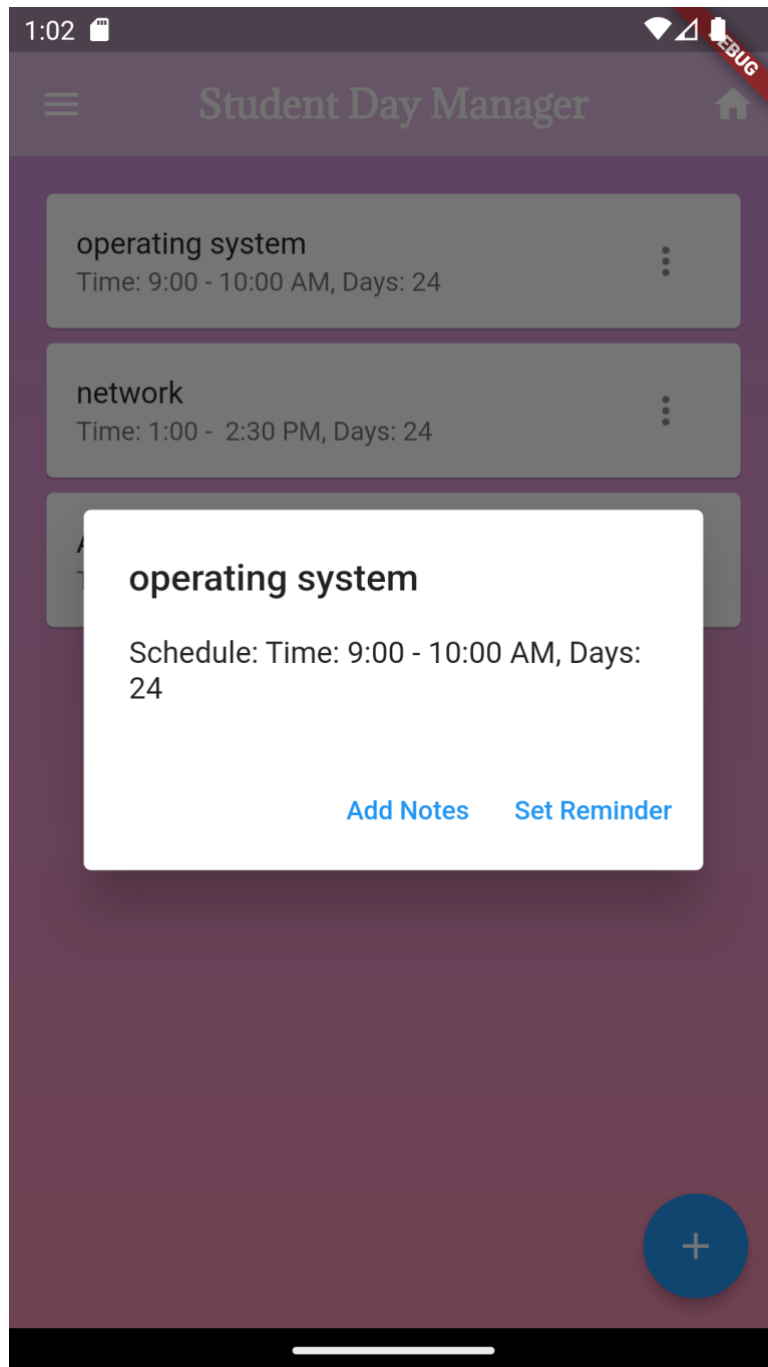 1:02
Student Day Manager
operating system
Time: 9:00 - 10:00 AM, Days: 24
network
Time: 1:00 - 2:30 PM, Days: 24
operating system
Schedule: Time: 9:00 - 10:00 AM, Days:
24
Add Notes Set Reminder
+